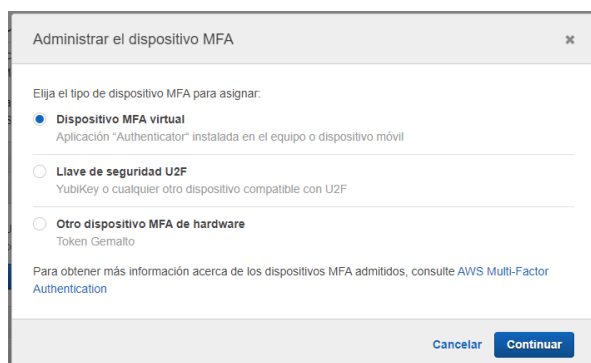 Administrar el dispositivo MFA
Elija el tipo de dispositivo MFA para asignar:
Dispositivo MFA virtual
Aplicación "Authenticator" instalada en el equipo o dispositivo móvil
Llave de seguridad U2F
YubiKey o cualquier otro dispositivo compatible con U2F
Otro dispositivo MFA de hardware
Token Gemalto
Para obtener más información acerca de los dispositivos MFA admitidos, consulte AWS Multi-Factor
Authentication
Cancelar Continuar